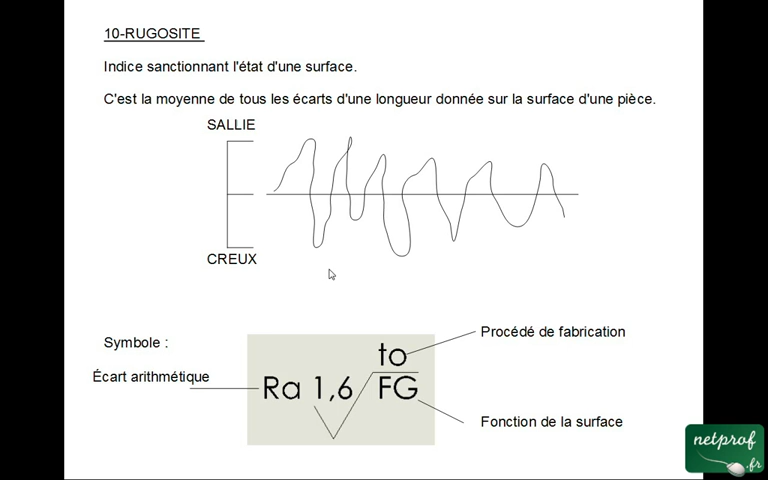 10-RUGOSITE
Indice sanctionnant l'état d'une surface.
C'est la moyenne de tous les écarts d'une longueur donnée sur la surface d'une pièce.
SALLIE
CREUX
Procédé de fabrication
Symbole :
to
Écart arithmétique
Ra 1,6 FG
Fonction de la surface
netprof
.fr